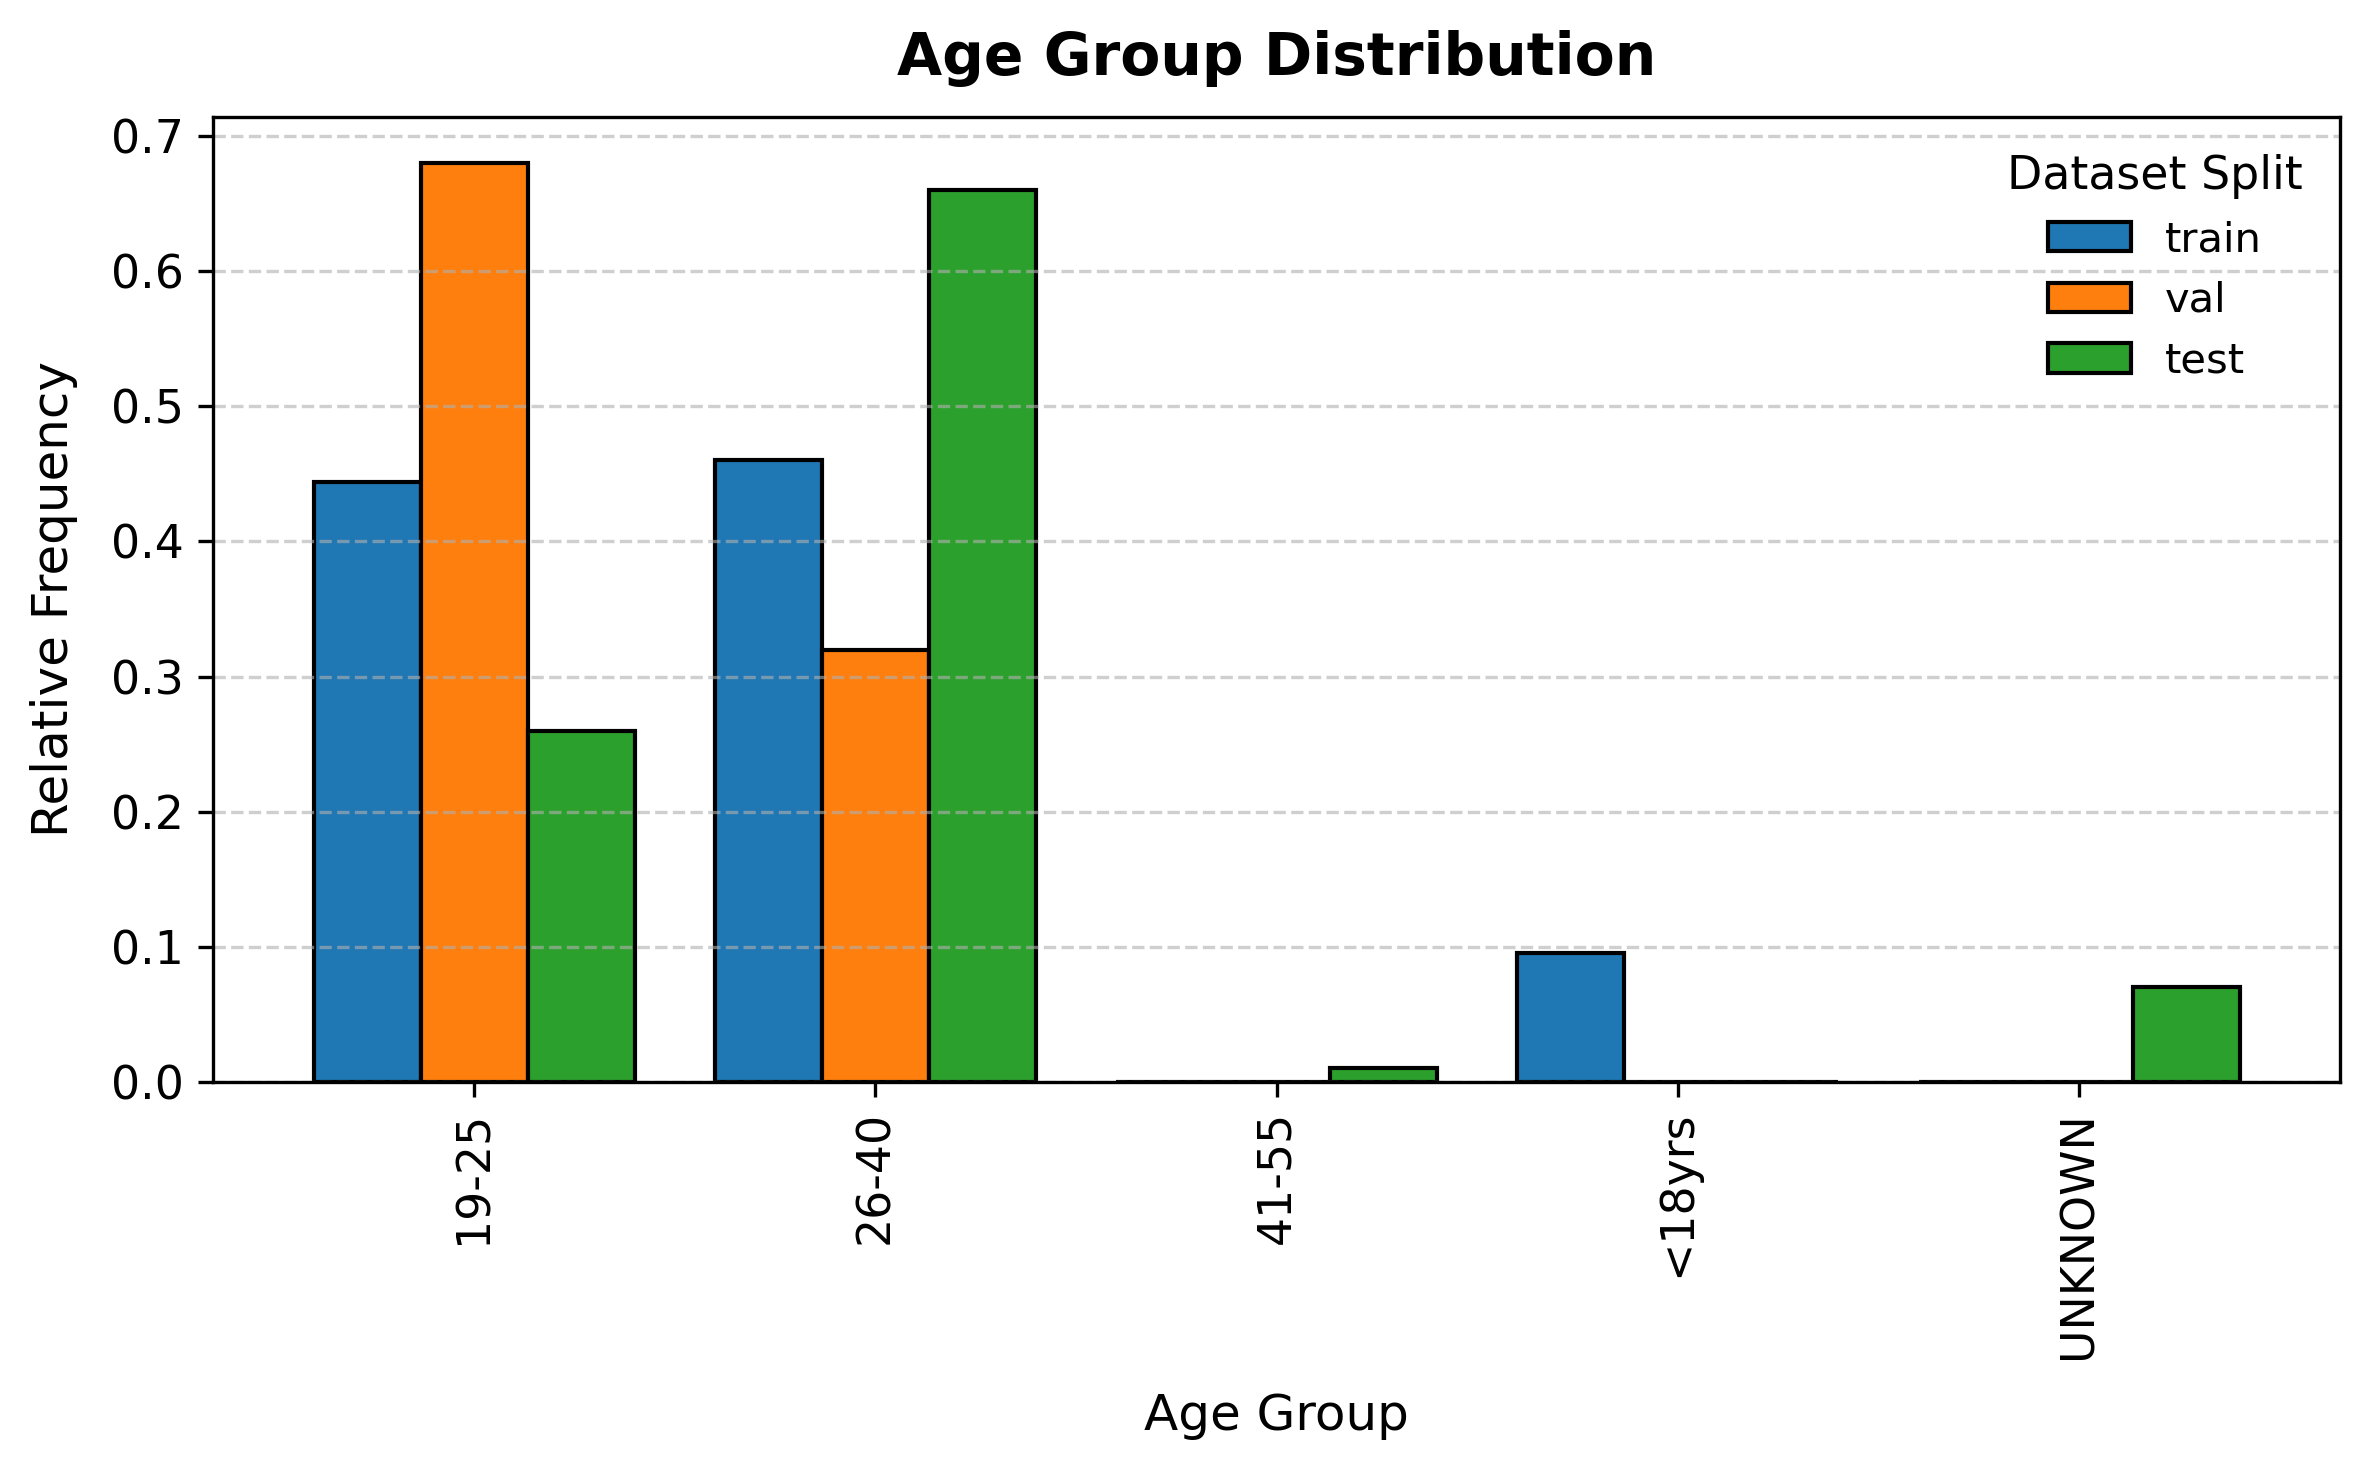 Age Group Distribution
Relative Frequency
0.7
0.6
0.5
0.4
0.3
0.2
0.1
0.0
Dataset Split
train
val
test
19-25
26-40
41-55
<18yrs
UNKNOWN
Age Group